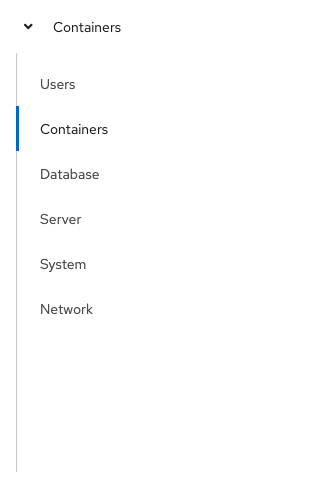 Containers
Users
Containers
Database
Server
System
Network